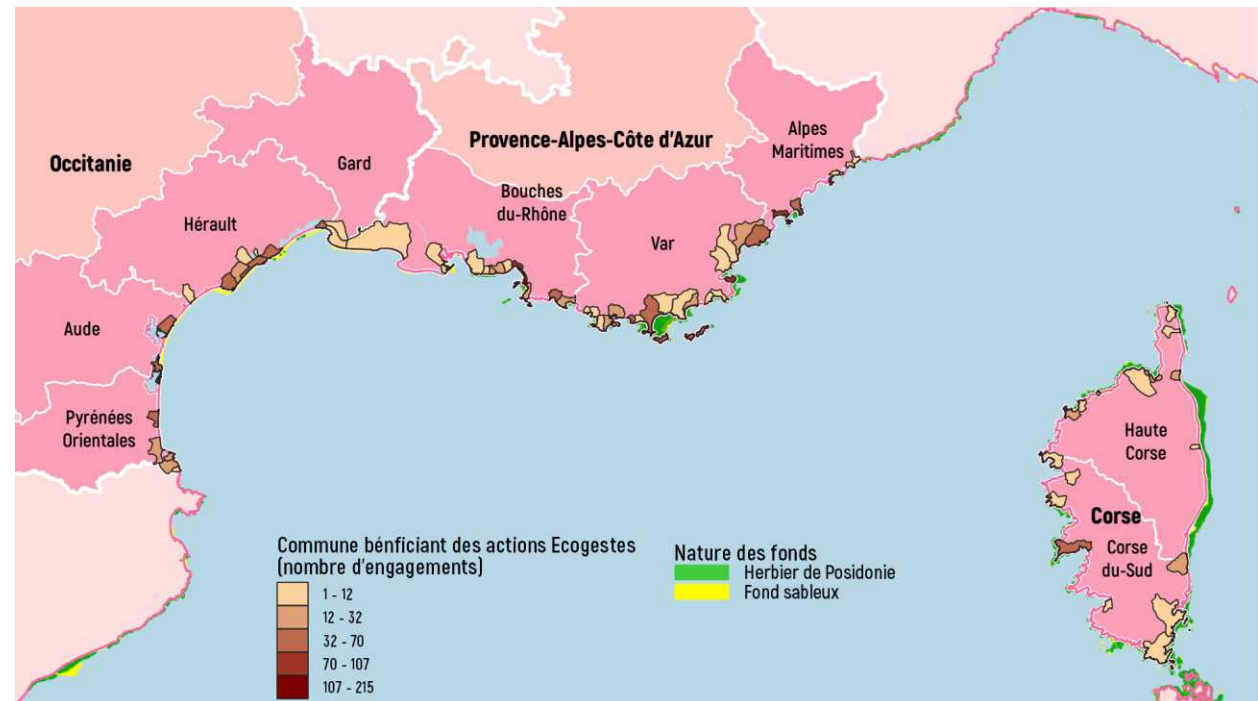 Occitanie
Provence-Alpes-Côte d'Azur
Alpes
Maritimes
Gard
Bouches
du-Rhône
Hérault
Var
Aude
Pyrénées
Orientales
Haute
Corse
Corse
Corse
du-Sud
Commune bénficiant des actions Ecogestes
(nombre d'engagements)
1 - 12
12 - 32
32 - 70
70 - 107
107 - 215
Nature des fonds
Herbier de Posidonie
Fond sableux